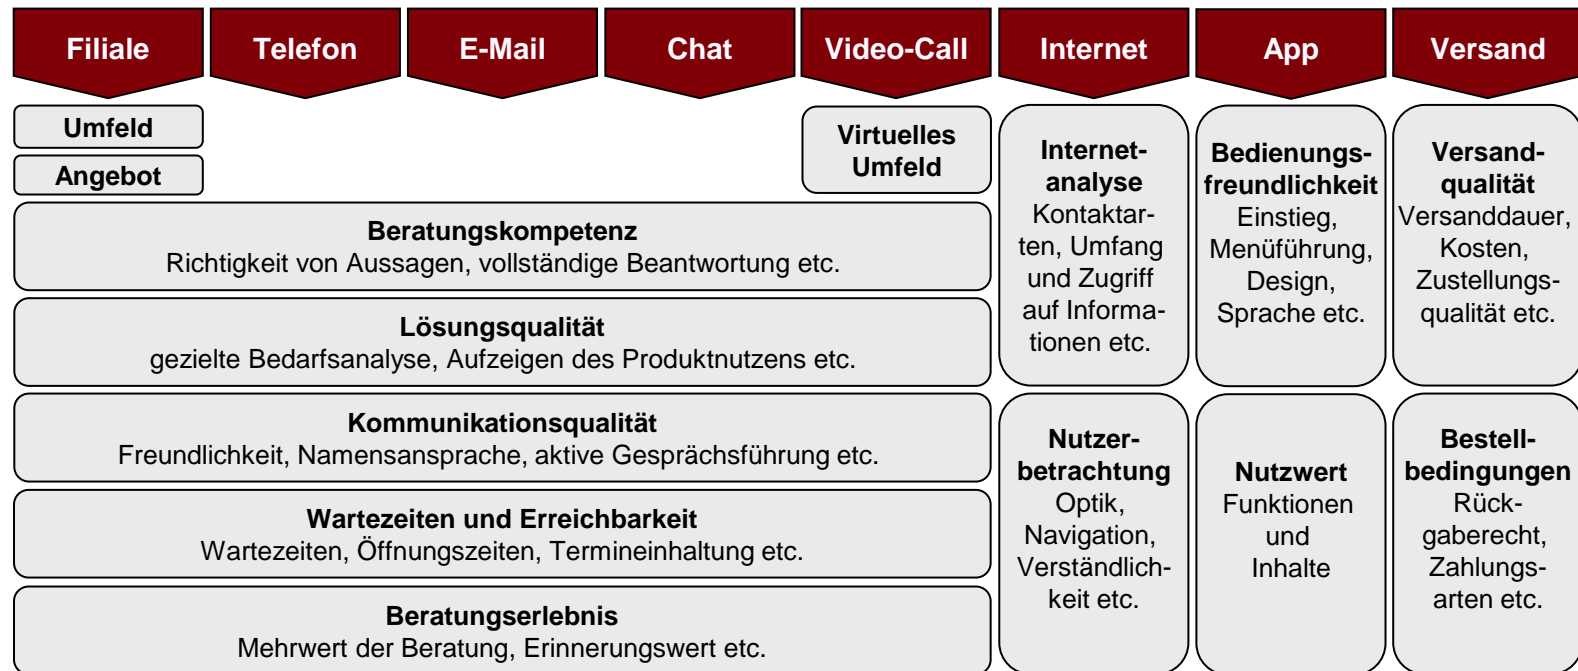 Filiale
Telefon
E-Mail
Chat
Video-Call
Internet
App
Versand
Umfeld
Angebot
Virtuelles
Umfeld
Beratungskompetenz
Richtigkeit von Aussagen, vollständige Beantwortung etc.
Lösungsqualität
gezielte Bedarfsanalyse, Aufzeigen des Produktnutzens etc.
Kommunikationsqualität
Freundlichkeit, Namensansprache, aktive Gesprächsführung etc.
Wartezeiten und Erreichbarkeit
Wartezeiten, Öffnungszeiten, Termineinhaltung etc.
Beratungserlebnis
Mehrwert der Beratung, Erinnerungswert etc.
Internet-
analyse
Kontaktar-
ten, Umfang
und Zugriff
auf Informa-
tionen etc.
Nutzer-
betrachtung
Optik,
Navigation,
Verständlich-
keit etc.
Bedienungs-
freundlichkeit
Einstieg,
Menüführung,
Design,
Sprache etc.
Nutzwert
Funktionen
und
Inhalte
Versand-
qualität
Versanddauer,
Kosten,
Zustellungs-
qualität etc.
Bestell-
bedingungen
Rück-
gaberecht,
Zahlungs-
arten etc.